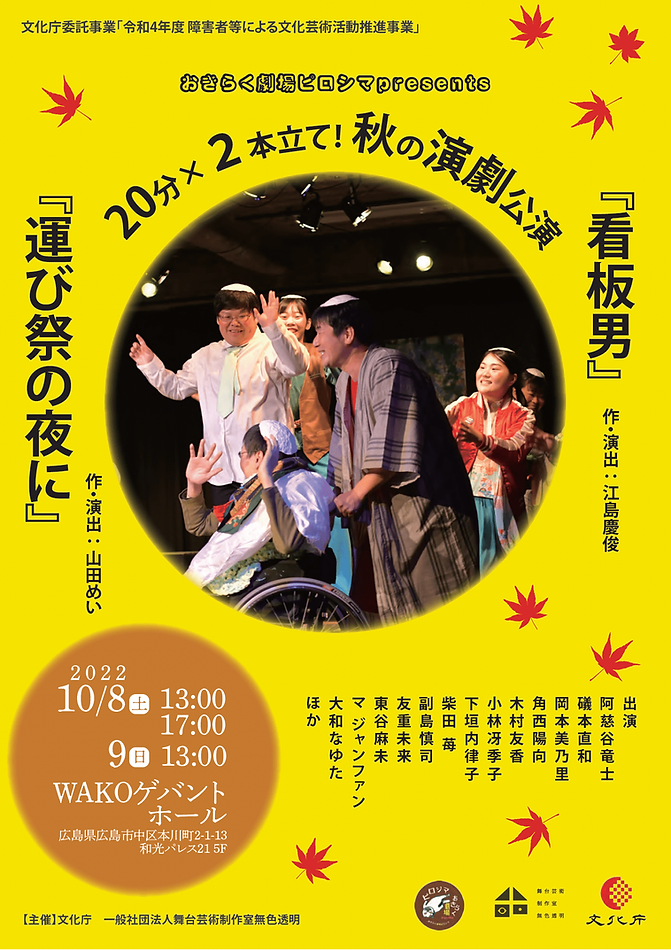 文化庁委託事業「令和4年度 障害者等による文化芸術活動推進事業」
おきらく劇場ピロシマpresents
20分×2本立て!秋の演劇公演
『看板男』
作・演出：江島慶俊
『運び祭の夜に』
作・演出：山田めい
2022
10/8土 13:00
17:00
9日 13:00
WAKOゲバント
ホール
広島県広島市中区本川町2-1-13
和光パレス21 5F
出演
阿慈谷竜士
礒本直和
岡本美乃里
角西陽向
木村友香
小林冴季子
下垣内律子
柴田 苺
副島慎司
友重未来
東谷麻未
マ ジャンファン
大和なゆた
ほか
舞台芸術
制作室
無色透明
文化庁
【主催】文化庁 一般社団法人舞台芸術制作室無色透明